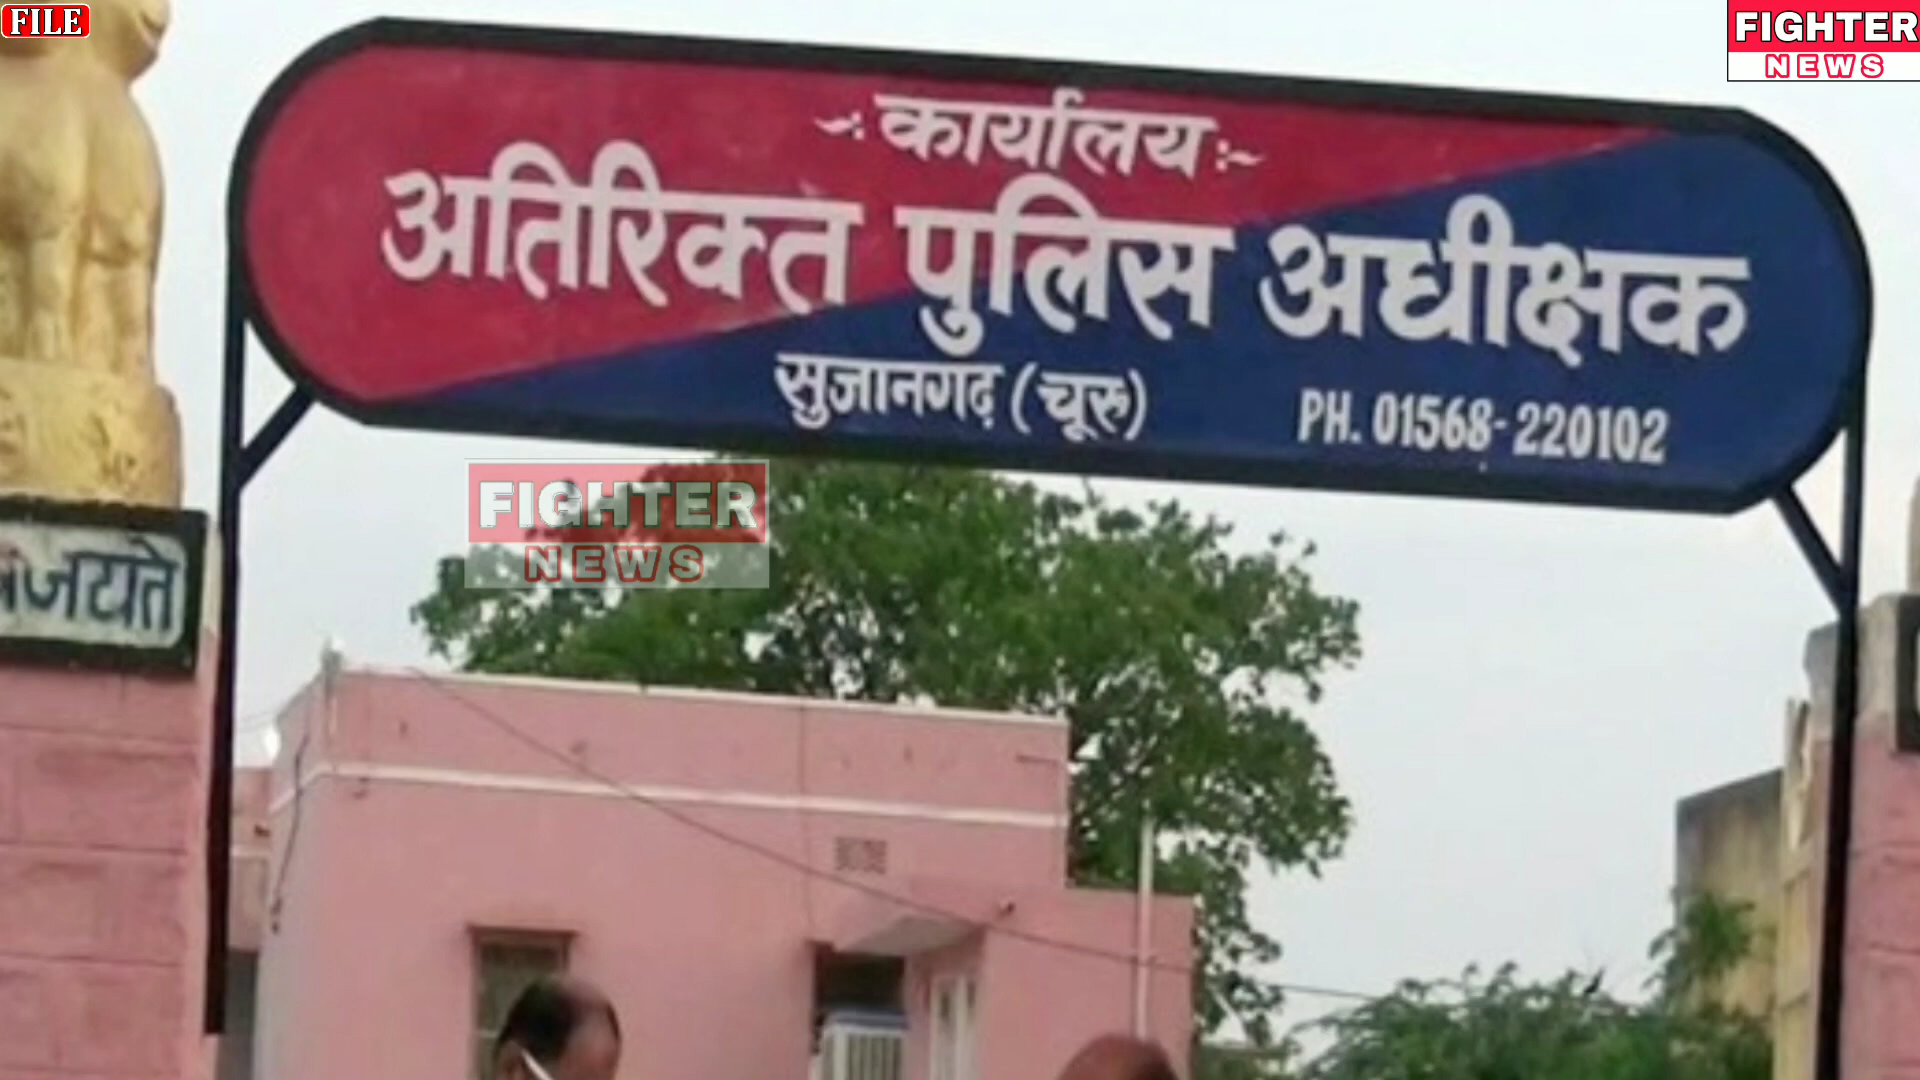 FILE
FIGHTER
NEWS
-: कार्यालय :-
अतिरिक्त पुलिस अधीक्षक
सुजानगढ़ (चूरू)
PH. 01568-220102
FIGHTER
NEWS
जयते